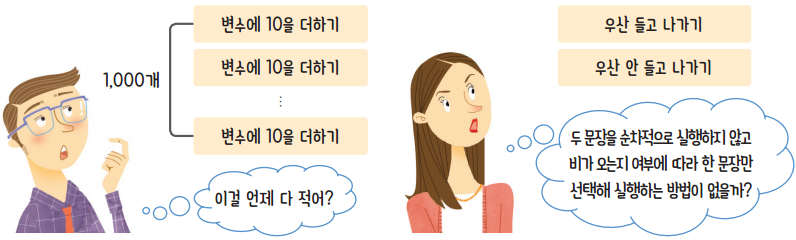 변수에 10을 더하기
변수에 10을 더하기
⋮
변수에 10을 더하기
1,000개
이걸 언제 다 적어?
우산 들고 나가기
우산 안 들고 나가기
두 문장을 순차적으로 실행하지 않고
비가 오는지 여부에 따라 한 문장만
선택해 실행하는 방법이 없을까?